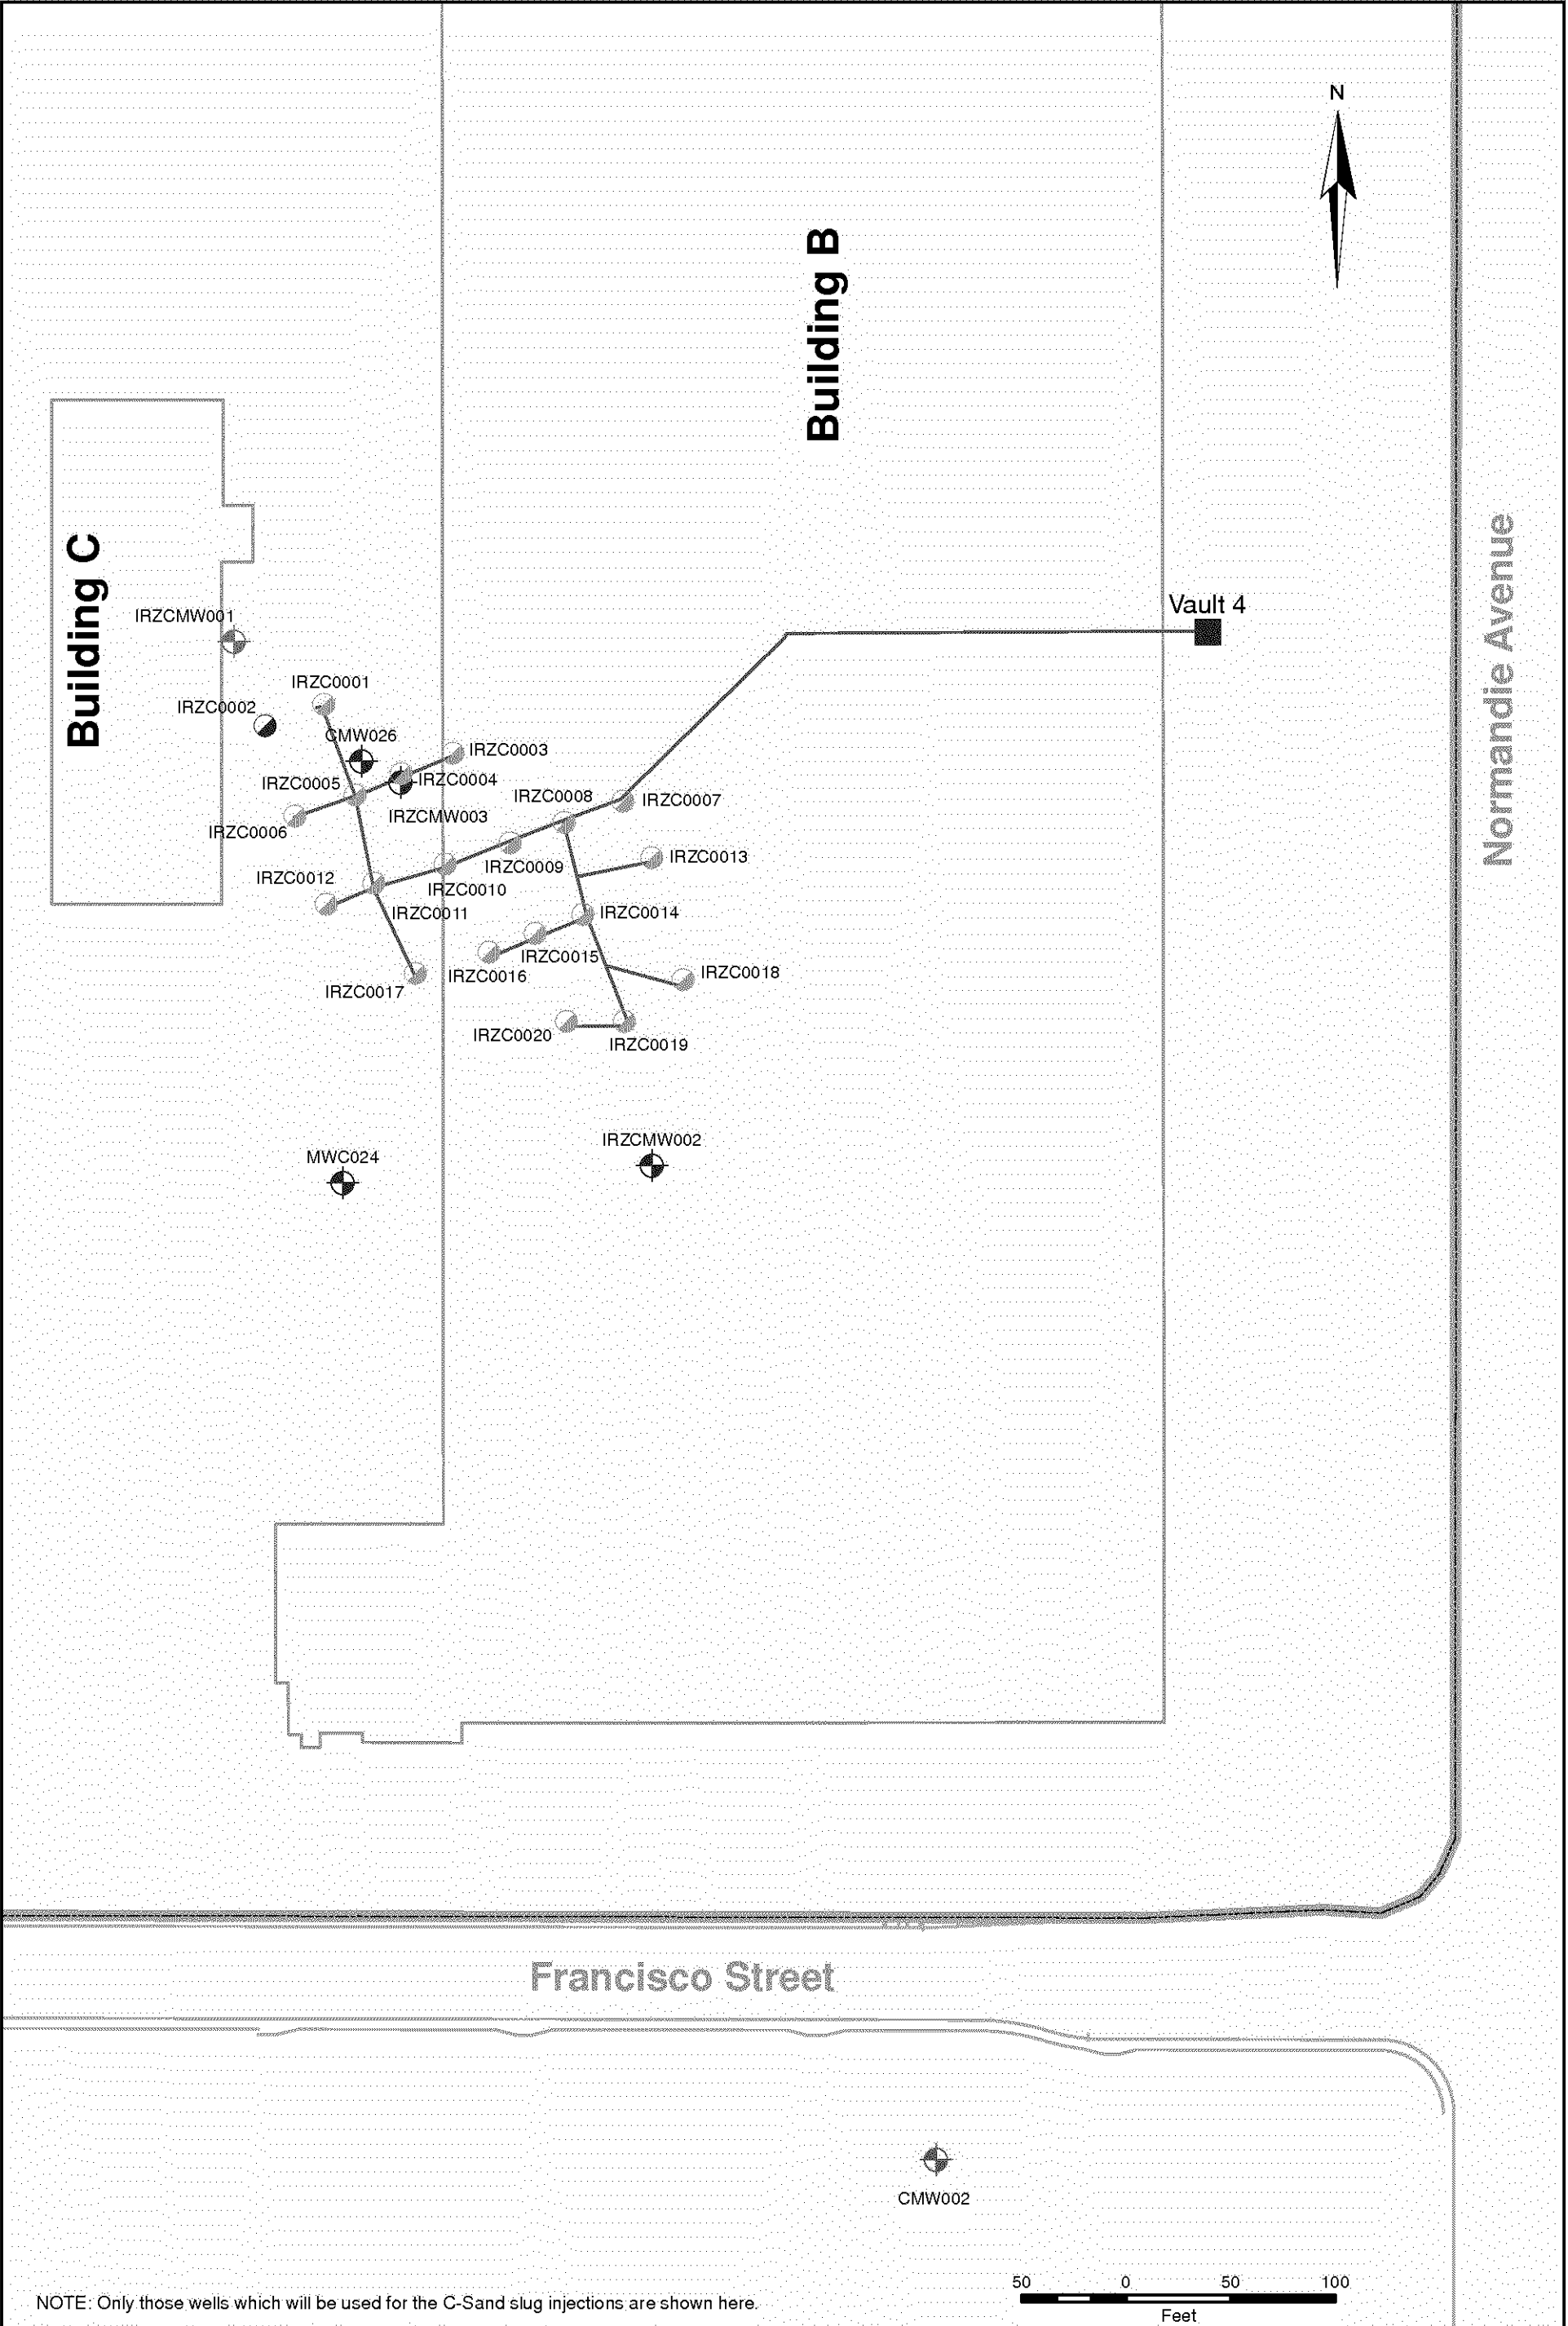 N
Building B
Building C
Normandie Avenue
Vault 4
IRZCMW001
IRZC0001
IRZC0002
CMW026
IRZC0003
IRZC0004
IRZC0005
IRZC0006
IRZCMW003
IRZC0008
IRZC0007
IRZC0009
IRZC0013
IRZC0012
IRZC0010
IRZC0011
IRZC0014
IRZC0015
IRZC0016
IRZC0018
IRZC0017
IRZC0020
IRZC0019
IRZCMW002
MWC024
Francisco Street
CMW002
50 0 50 100
Feet
NOTE: Only those wells which will be used for the C-Sand slug injections are shown here.